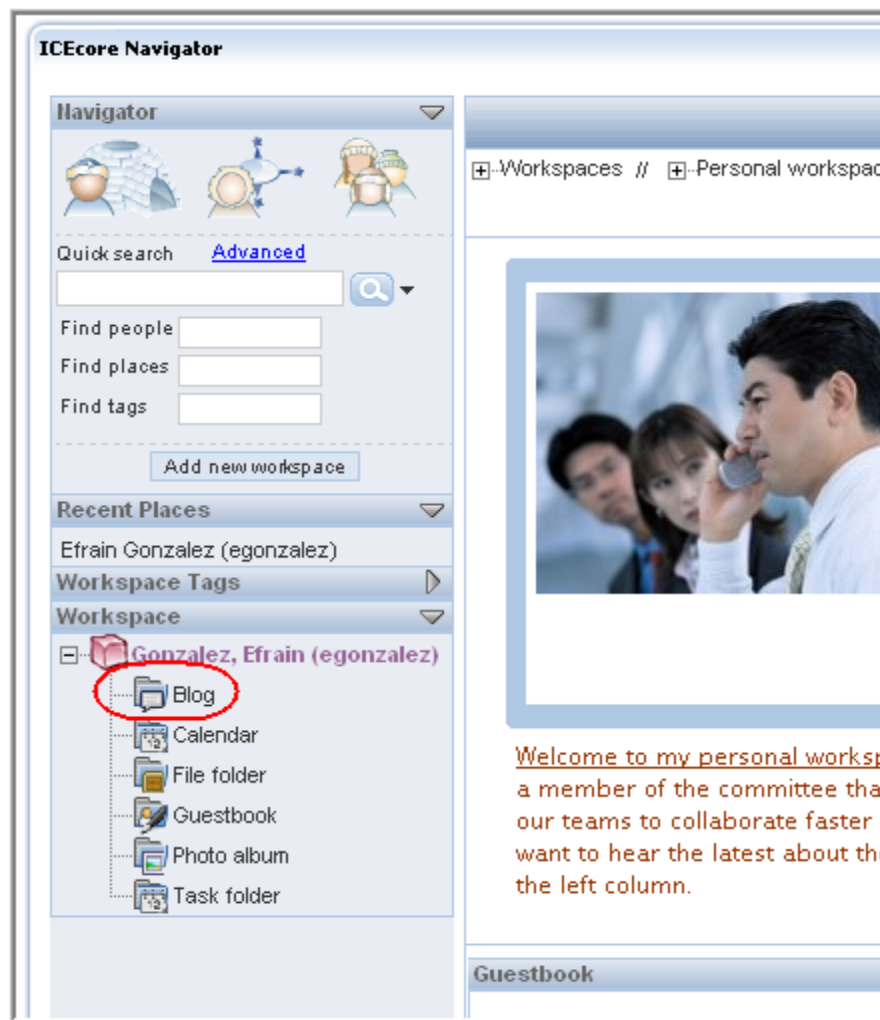 ICEcore Navigator
Navigator
Quick search Advanced
Find people
Find places
Find tags
Add new workspace
Recent Places
Efrain Gonzalez (egonzalez)
Workspace Tags
Workspace
Gonzalez, Efrain (egonzalez)
Blog
Calendar
12
File folder
Guestbook
Photo album
Task folder
12
Workspaces // Personal workspac
Welcome to my personal works
a member of the committee tha
our teams to collaborate faster
want to hear the latest about th
the left column.
Guestbook